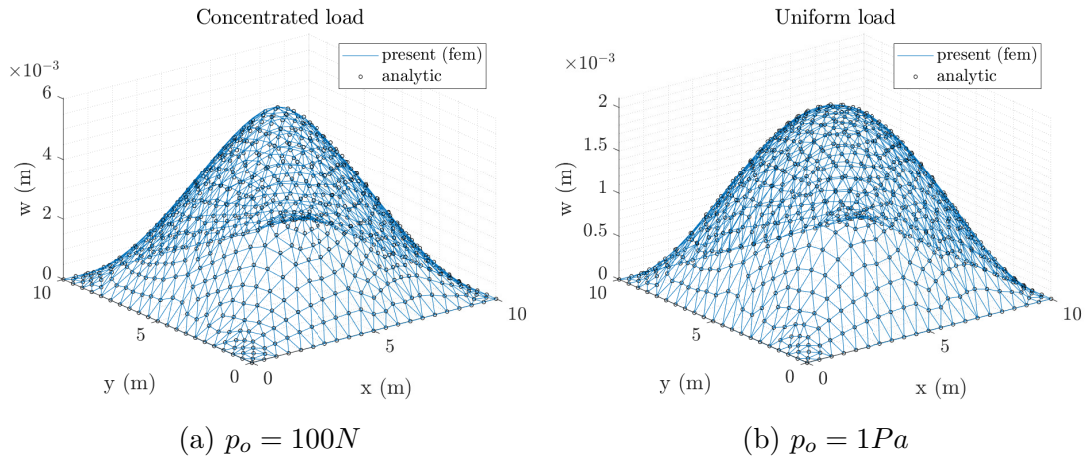 Concentrated load
present (fem)
analytic
×10⁻³
6
4
2
0
w (m)
10
5
0
y (m)
0
5
10
x (m)
(a) pₒ = 100N
Uniform load
present (fem)
analytic
×10⁻³
2
1.5
1
0.5
0
w (m)
10
5
0
y (m)
0
5
10
x (m)
(b) pₒ = 1Pa